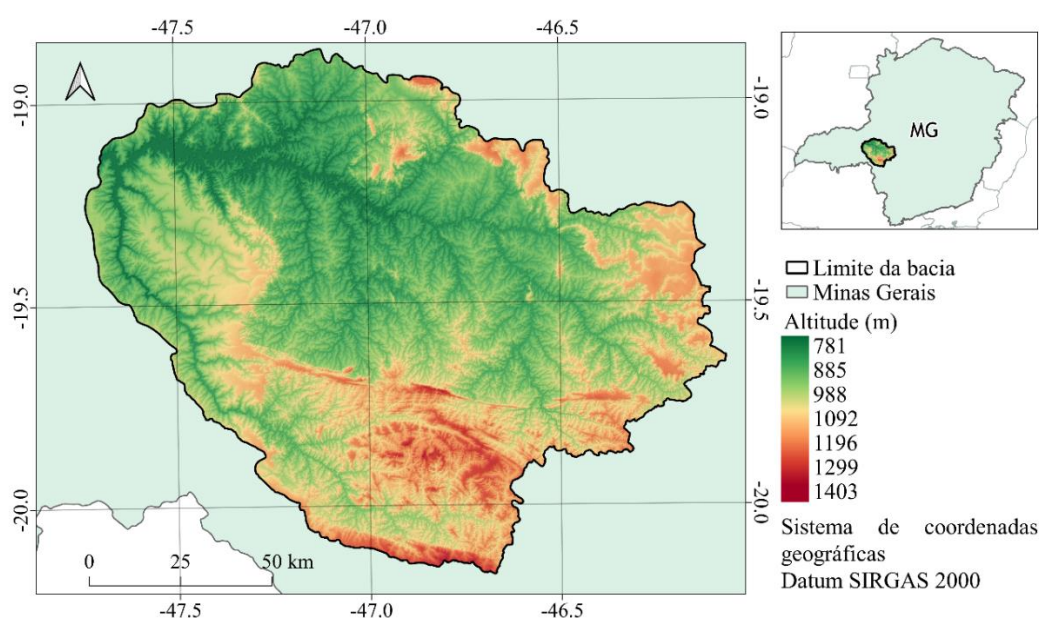 -47.5
-47.0
-46.5
-19.0
-19.5
-20.0
-19.0
-19.5
-20.0
0
25
50 km
-47.5
-47.0
-46.5
MG
Limite da bacia
Minas Gerais
Altitude (m)
781
885
988
1092
1196
1299
1403
Sistema de coordenadas
geográficas
Datum SIRGAS 2000